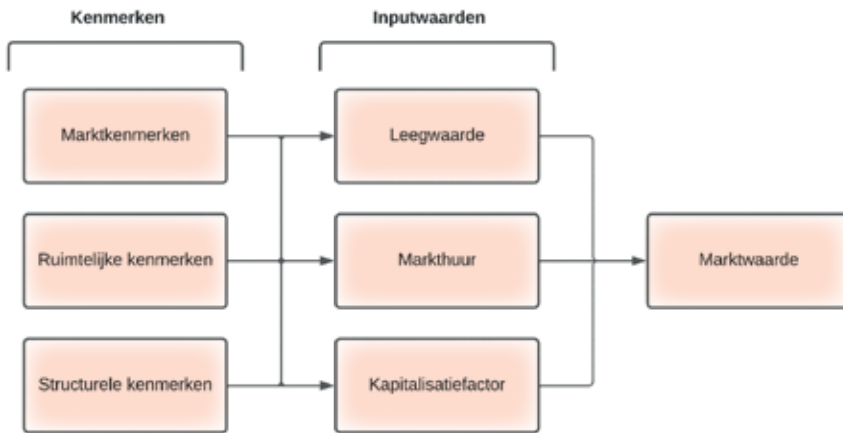 Kenmerken
Inputwaarden
Marktkenmerken
Leegwaarde
Ruimtelijke kenmerken
Markthuur
Marktwaarde
Structurele kenmerken
Kapitalisatiefactor